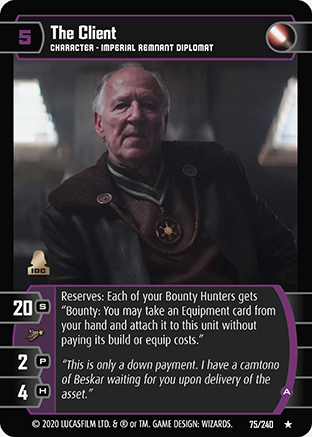 5
The Client
CHARACTER - IMPERIAL REMNANT DIPLOMAT
IDC
20 S
Reserves: Each of your Bounty Hunters gets
"Bounty: You may take an Equipment card from
your hand and attach it to this unit without
paying its build or equip costs."
2 P
4 H
"This is only a down payment. I have a camtono
of Beskar waiting for you upon delivery of the
asset."
A
© 2020 LUCASFILM LTD. & ® or TM. GAME DESIGN: WIZARDS. 75/240 ★